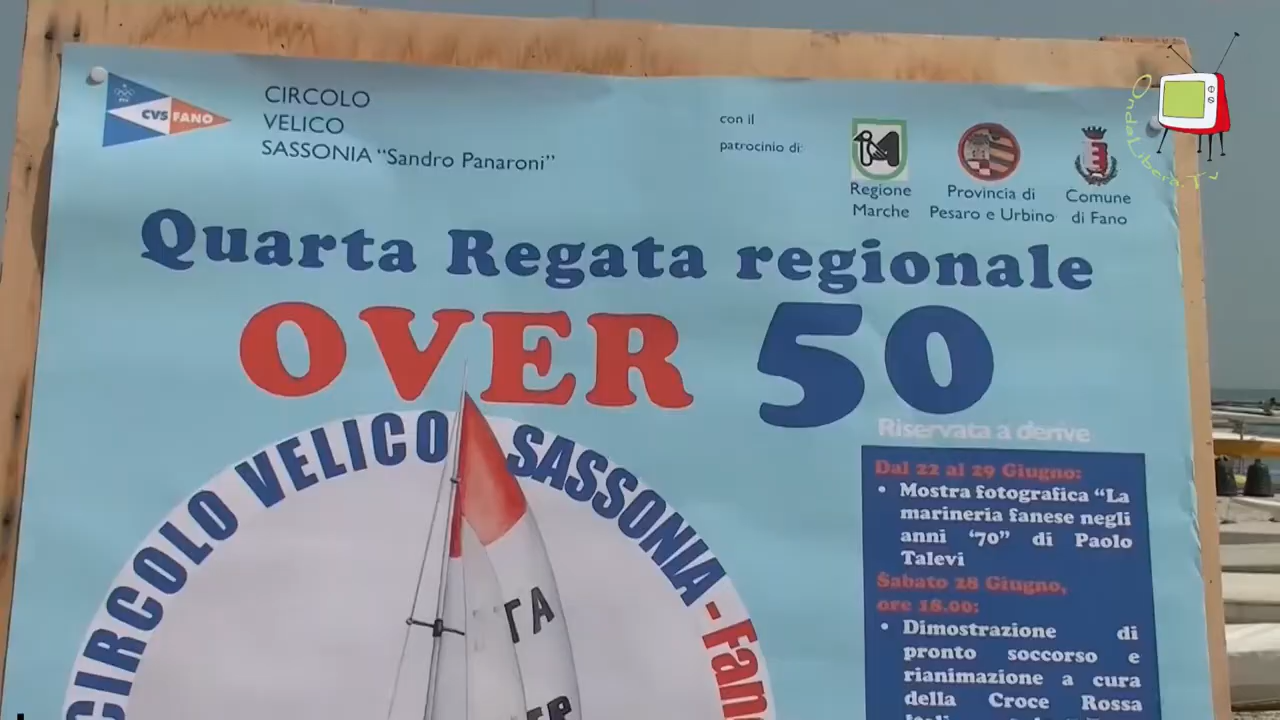 CVS FANO
CIRCOLO
VELICO
SASSONIA "Sandro Panaroni"
con il
patrocinio di:
Regione
Marche
Provincia di
Pesaro e Urbino
Comune
di Fano
OndaLibera.Tv
Quarta Regata regionale
OVER 50
Riservata a derive
CIRCOLO VELICO SASSONIA - Fano
TA
Dal 22 al 29 Giugno:
• Mostra fotografica “La
marineria fanese negli
anni ‘70” di Paolo
Talevi
Sabato 28 Giugno,
ore 18.00:
• Dimostrazione di
pronto soccorso e
rianimazione a cura
della Croce Rossa